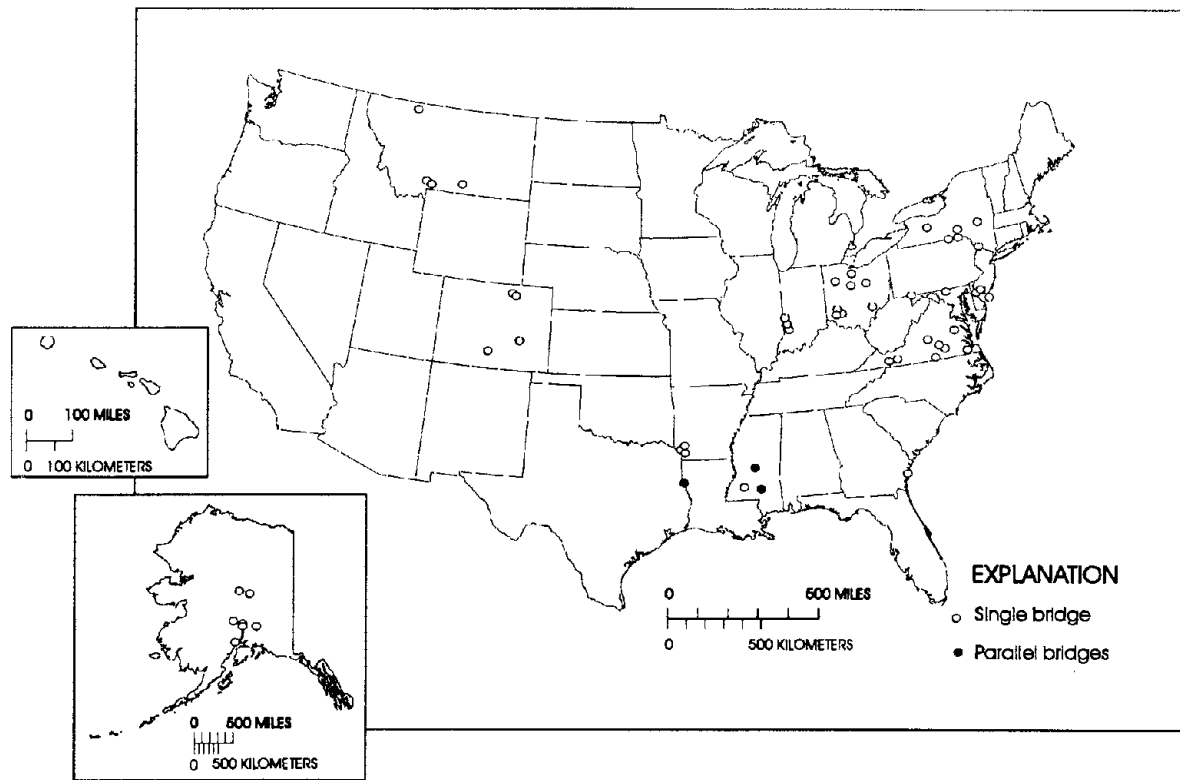 0 100 MILES
0 100 KILOMETERS
0 500 MILES
0 500 KILOMETERS
0 500 MILES
0 500 KILOMETERS
EXPLANATION
Single bridge
Parallel bridges